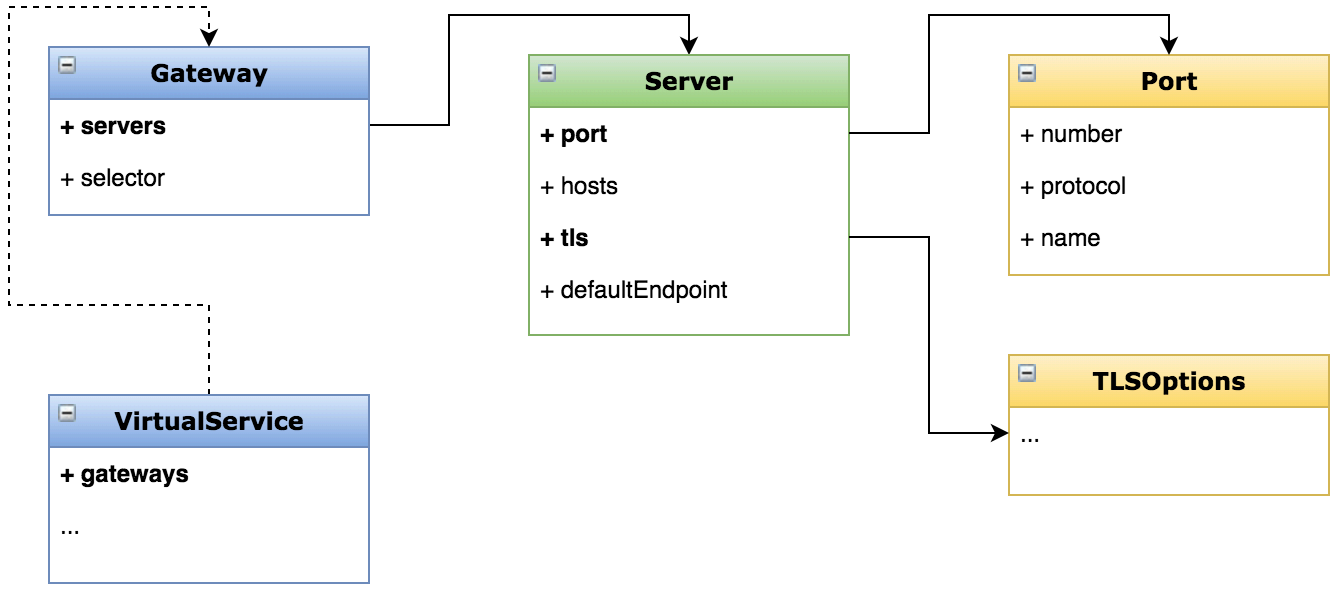 Gateway
+ servers
+ selector
Server
+ port
+ hosts
+ tls
+ defaultEndpoint
Port
+ number
+ protocol
+ name
TLSOptions
...
VirtualService
+ gateways
...